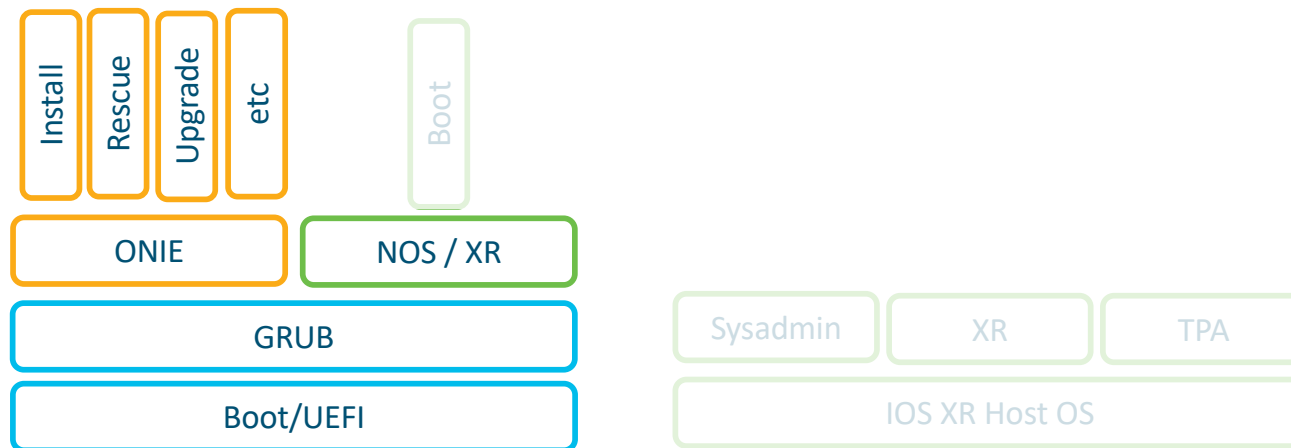 Install
Rescue
Upgrade
etc
Boot
ONIE
NOS / XR
GRUB
Boot/UEFI
Sysadmin
XR
TPA
IOS XR Host OS